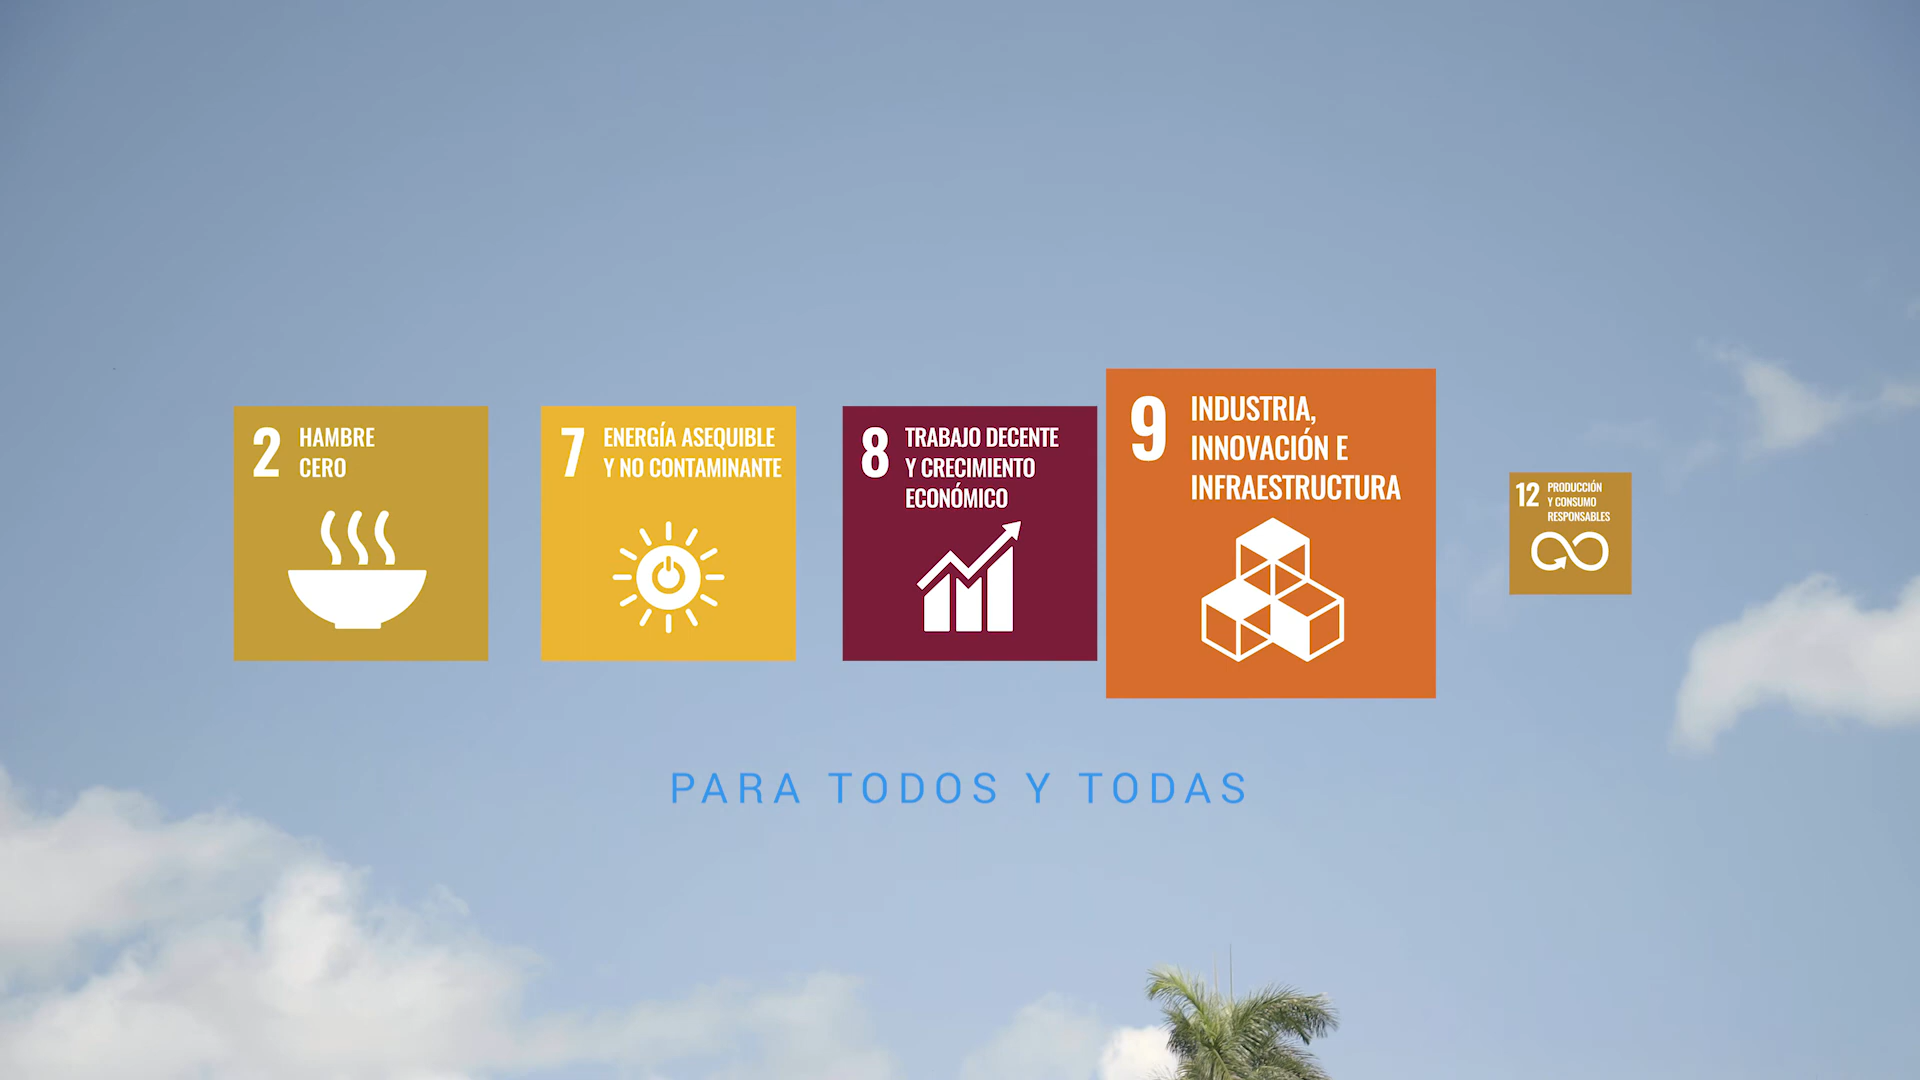 2
HAMBRE
CERO
7
ENERGÍA ASEQUIBLE
Y NO CONTAMINANTE
8
TRABAJO DECENTE
Y CRECIMIENTO
ECONÓMICO
9
INDUSTRIA,
INNOVACIÓN E
INFRAESTRUCTURA
12
PRODUCCIÓN
Y CONSUMO
RESPONSABLES
PARA TODOS Y TODAS